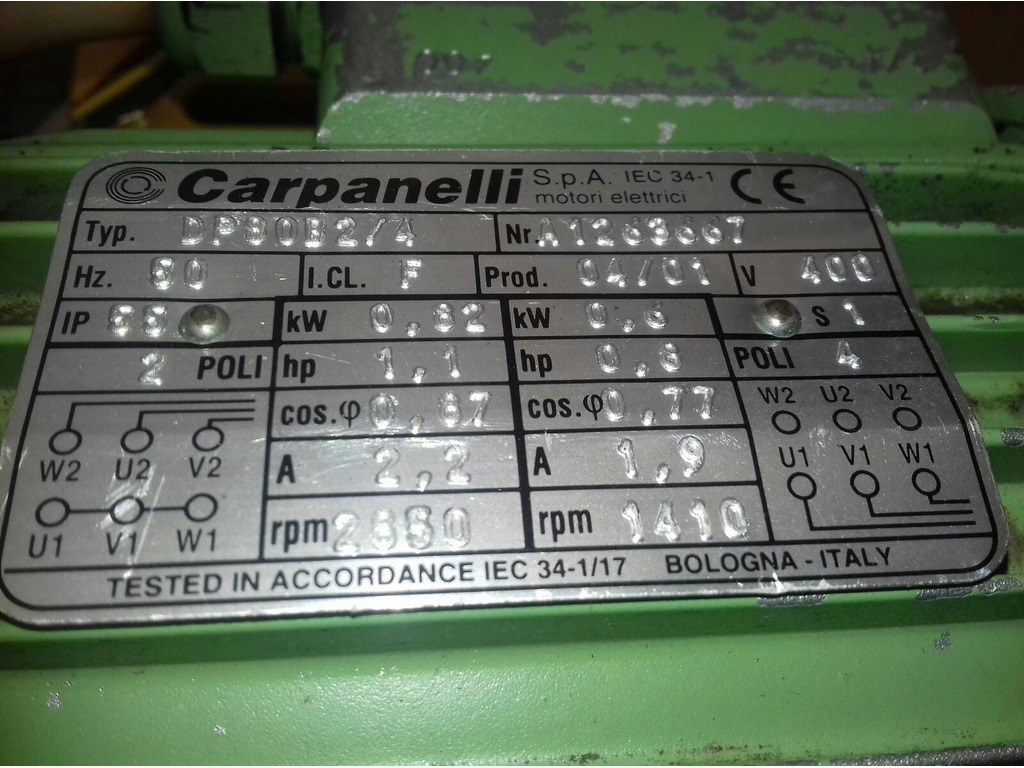 Carpanelli S.p.A. IEC 34-1 motori elettrici CE
Typ. DP80B2/4 Nr. A1263667
Hz. 50 I.CL. F Prod. 04/01 V 400
IP 55 kW 0,82 kW 0,6 S 1
2 POLI hp 1,1 hp 0,8 POLI 4
cos.φ 0,87 cos.φ 0,77
W2 U2 V2
A 2,2 A 1,9
W2 U2 V2 U1 V1 W1
rpm rpm 1410
U1 V1 W1
TESTED IN ACCORDANCE IEC 34-1/17 BOLOGNA - ITALY